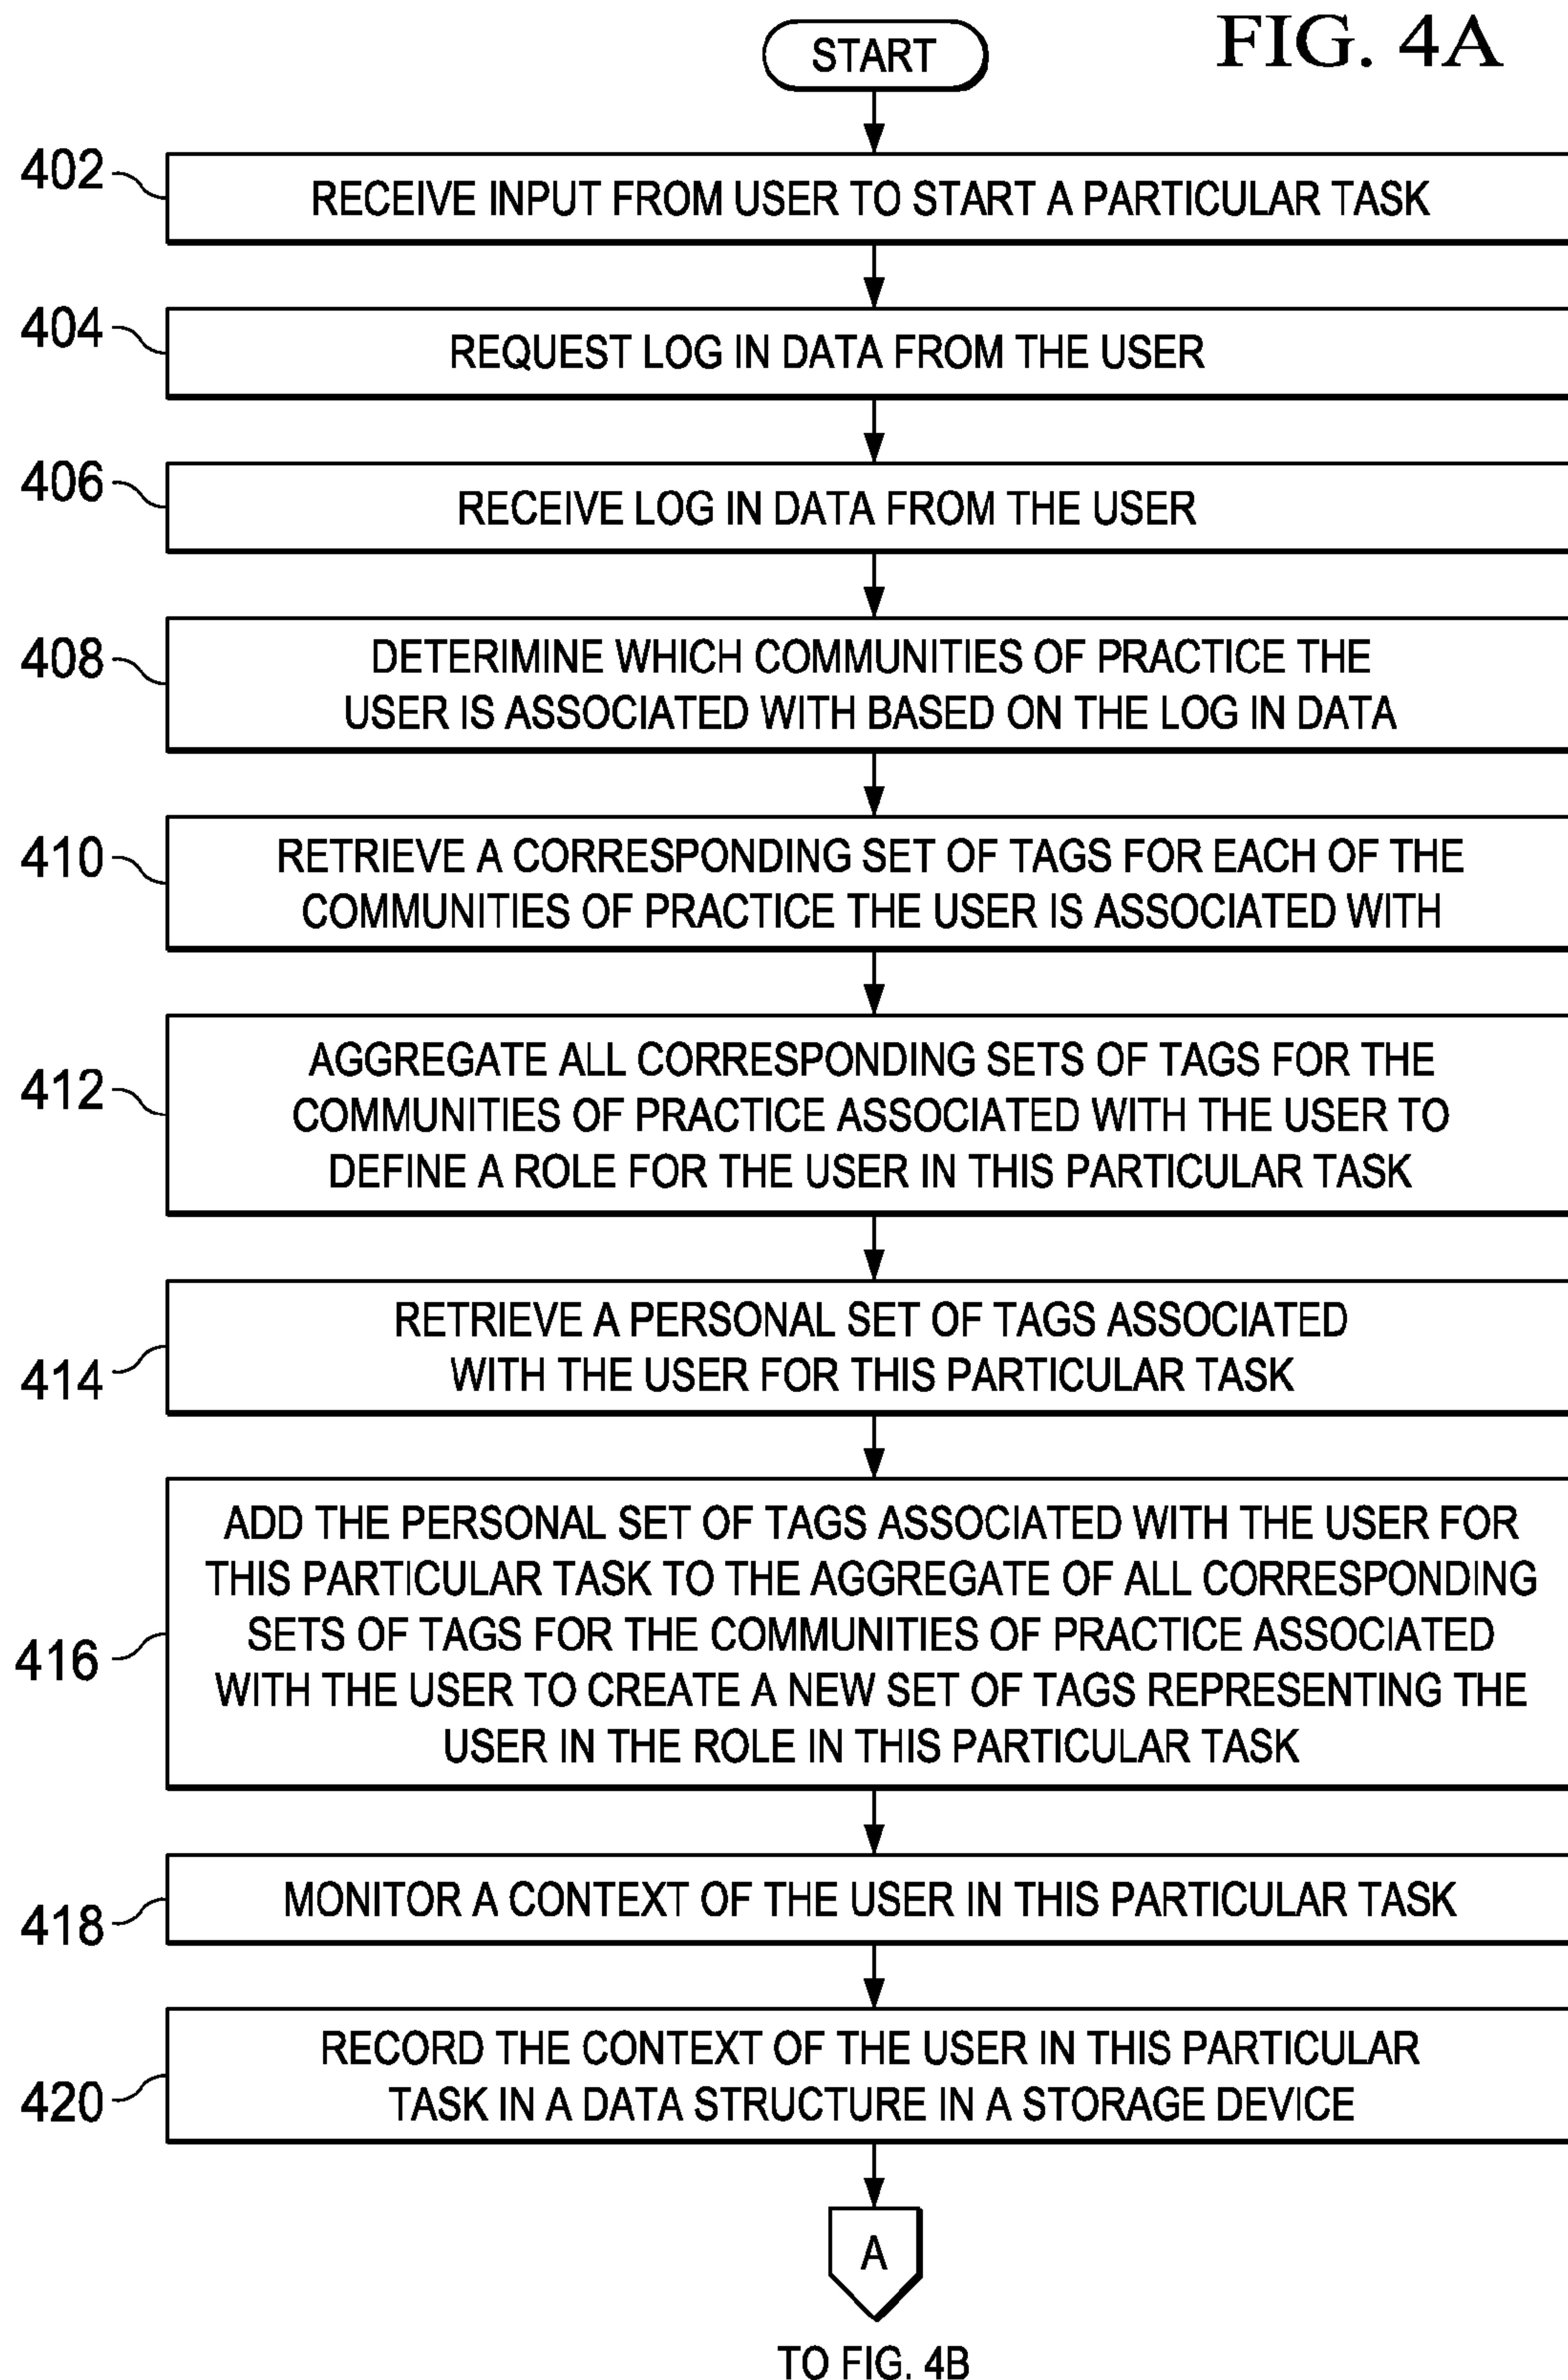 FIG. 4A
START
402
RECEIVE INPUT FROM USER TO START A PARTICULAR TASK
404
REQUEST LOG IN DATA FROM THE USER
406
RECEIVE LOG IN DATA FROM THE USER
408
DETERIMINE WHICH COMMUNITIES OF PRACTICE THE
USER IS ASSOCIATED WITH BASED ON THE LOG IN DATA
410
RETRIEVE A CORRESPONDING SET OF TAGS FOR EACH OF THE
COMMUNITIES OF PRACTICE THE USER IS ASSOCIATED WITH
412
AGGREGATE ALL CORRESPONDING SETS OF TAGS FOR THE
COMMUNITIES OF PRACTICE ASSOCIATED WITH THE USER TO
DEFINE A ROLE FOR THE USER IN THIS PARTICULAR TASK
414
RETRIEVE A PERSONAL SET OF TAGS ASSOCIATED
WITH THE USER FOR THIS PARTICULAR TASK
416
ADD THE PERSONAL SET OF TAGS ASSOCIATED WITH THE USER FOR
THIS PARTICULAR TASK TO THE AGGREGATE OF ALL CORRESPONDING
SETS OF TAGS FOR THE COMMUNITIES OF PRACTICE ASSOCIATED
WITH THE USER TO CREATE A NEW SET OF TAGS REPRESENTING THE
USER IN THE ROLE IN THIS PARTICULAR TASK
418
MONITOR A CONTEXT OF THE USER IN THIS PARTICULAR TASK
420
RECORD THE CONTEXT OF THE USER IN THIS PARTICULAR
TASK IN A DATA STRUCTURE IN A STORAGE DEVICE
A
TO FIG. 4B